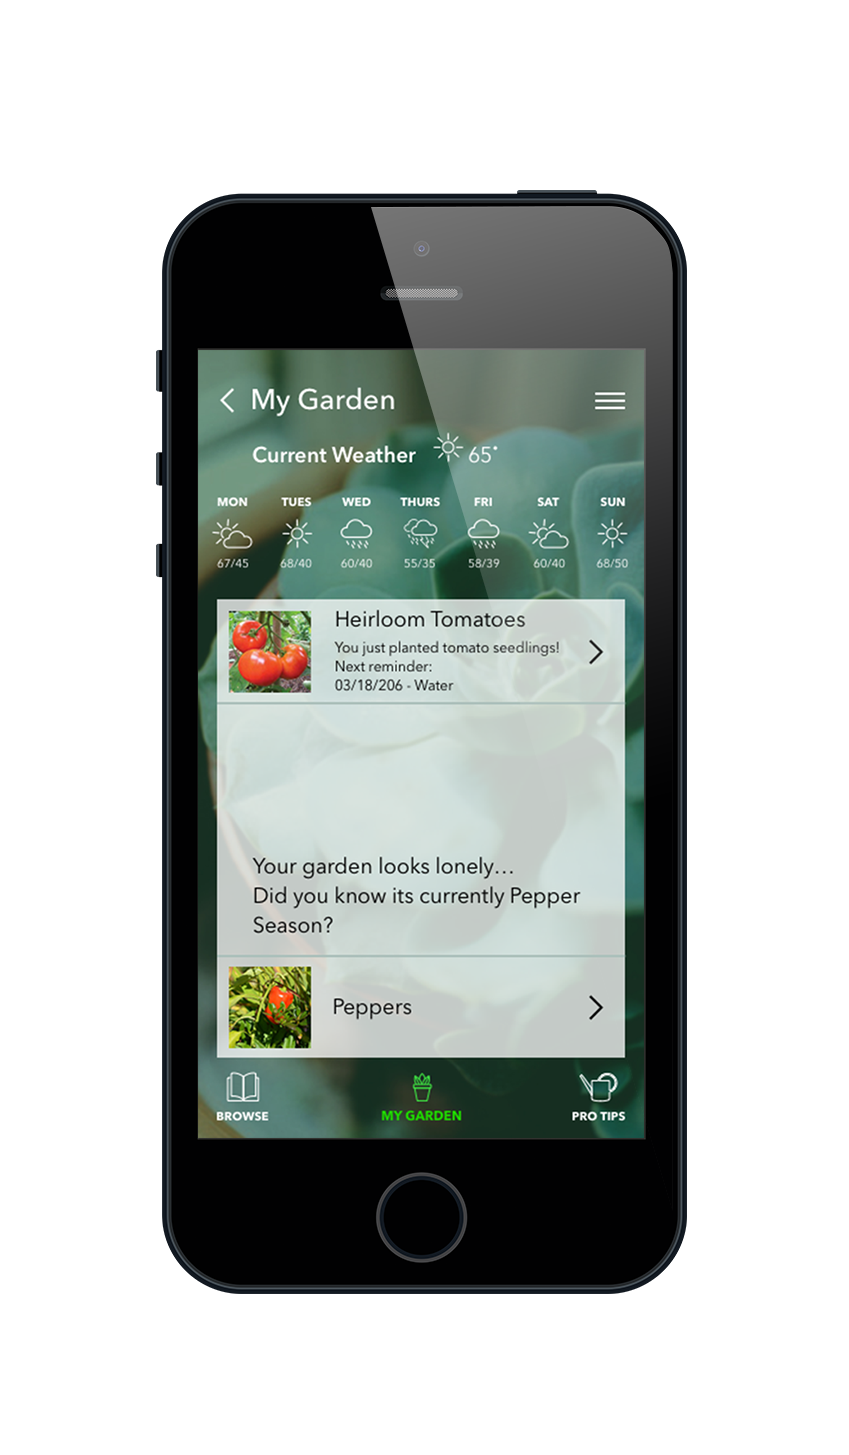 My Garden
Current Weather 65°
MON TUES WED THURS FRI SAT SUN
67/45 68/40 60/40 55/35 58/39 60/40 68/50
Heirloom Tomatoes
You just planted tomato seedlings!
Next reminder:
03/18/206 - Water
Your garden looks lonely...
Did you know its currently Pepper
Season?
Peppers
BROWSE MY GARDEN PRO TIPS